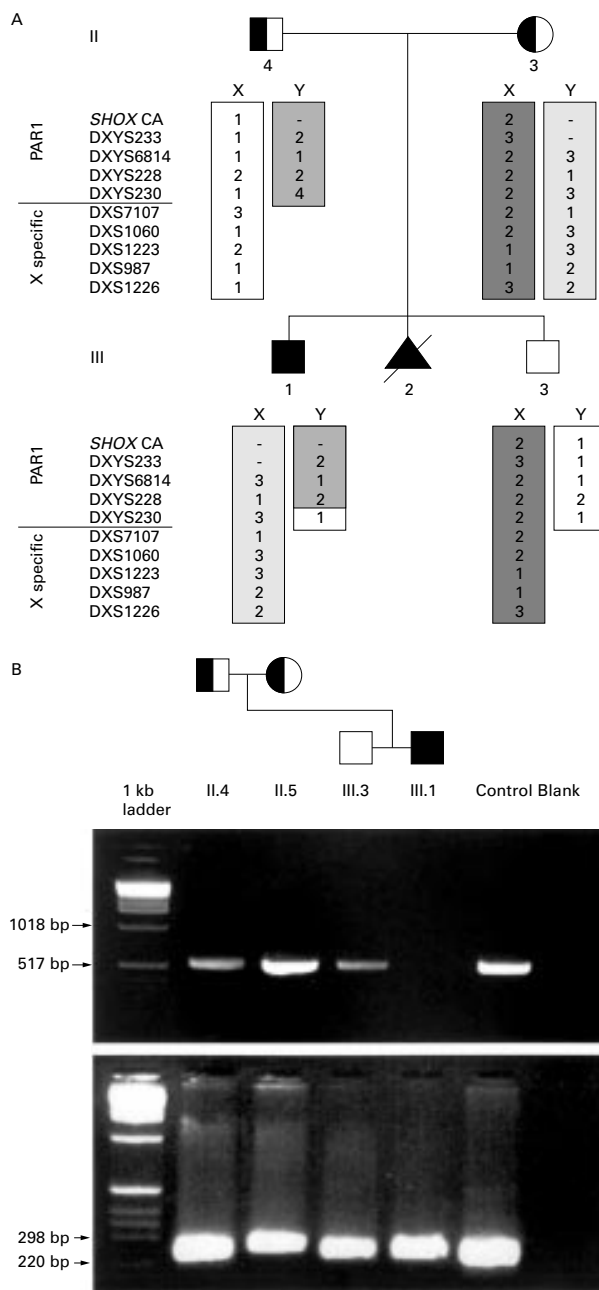 A
II
4
3
X Y X Y
PAR1
X specific
SHOX CA 1 - 2 -
DXYS233 1 2 3 -
DXYS6814 1 1 2 3
DXYS228 2 2 2 1
DXYS230 1 4 2 3
DXS7107 3 2 1
DXS1060 1 2 3
DXS1223 2 1 3
DXS987 1 1 2
DXS1226 1 3 2
III
1
2
3
X Y X Y
PAR1
X specific
SHOX CA - - 2 1
DXYS233 - 2 3 1
DXYS6814 3 1 2 1
DXYS228 1 2 2 2
DXYS230 3 1 2 1
DXS7107 1 2
DXS1060 3 2
DXS1223 3 1
DXS987 2 1
DXS1226 2 3
B
1 kb II.4 II.5 III.3 III.1 Control Blank
ladder
1018 bp
517 bp
298 bp
220 bp